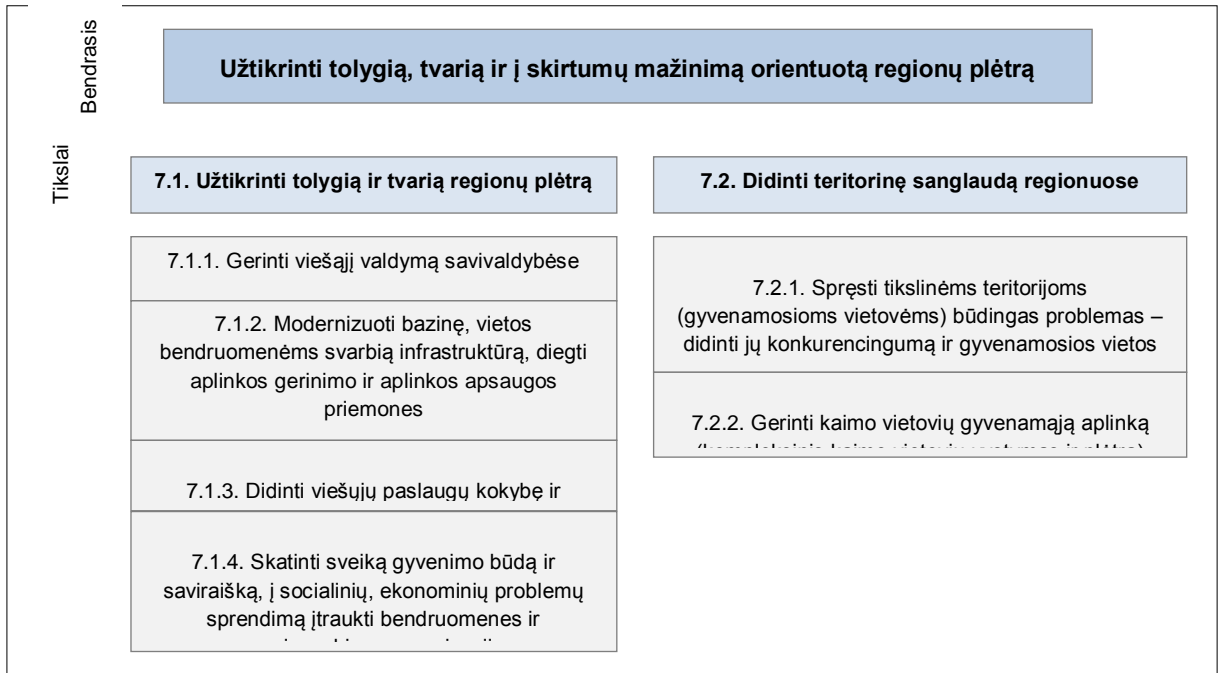 Bendrasis
Užtikrinti tolygią, tvarią ir į skirtumų mažinimą orientuotą regionų plėtrą
Tikslai
7.1. Užtikrinti tolygią ir tvarią regionų plėtrą
7.2. Didinti teritorinę sanglaudą regionuose
7.1.1. Gerinti viešąjį valdymą savivaldybėse
7.1.2. Modernizuoti bazinę, vietos
bendruomenėms svarbią infrastruktūrą, diegti
aplinkos gerinimo ir aplinkos apsaugos
priemones
7.1.3. Didinti viešųjų paslaugų kokybę ir
7.1.4. Skatinti sveiką gyvenimo būdą ir
saviraišką, į socialinių, ekonominių problemų
sprendimą įtraukti bendruomenes ir
7.2.1. Spręsti tikslinėms teritorijoms
(gyvenamosioms vietovėms) būdingas problemas –
didinti jų konkurencingumą ir gyvenamosios vietos
7.2.2. Gerinti kaimo vietovių gyvenamąją aplinką